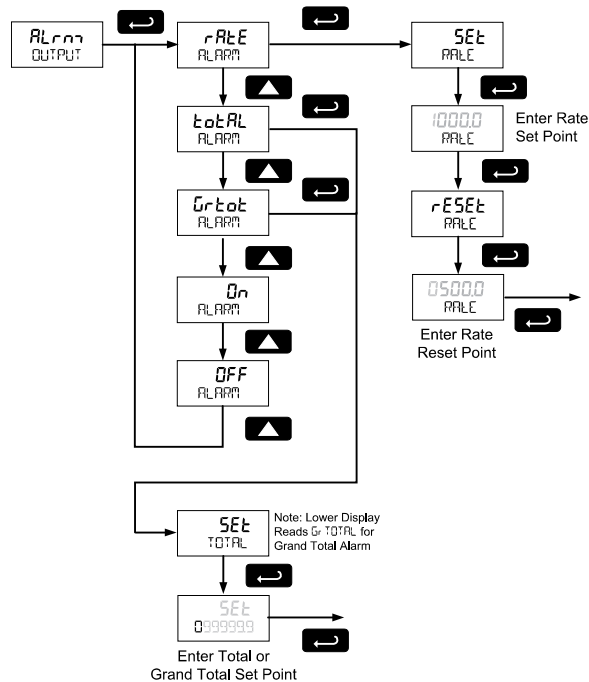 ALrm
OUTPUT
rAtE
ALARM
SEt
RATE
1000.0
RATE
Enter Rate
Set Point
totAL
ALARM
Grtot
ALARM
rESEt
RATE
On
ALARM
0500.0
RATE
Enter Rate
Reset Point
OFF
ALARM
SEt
TOTAL
Note: Lower Display
Reads Gr TOTAL for
Grand Total Alarm
SEt
099999.9
Enter Total or
Grand Total Set Point